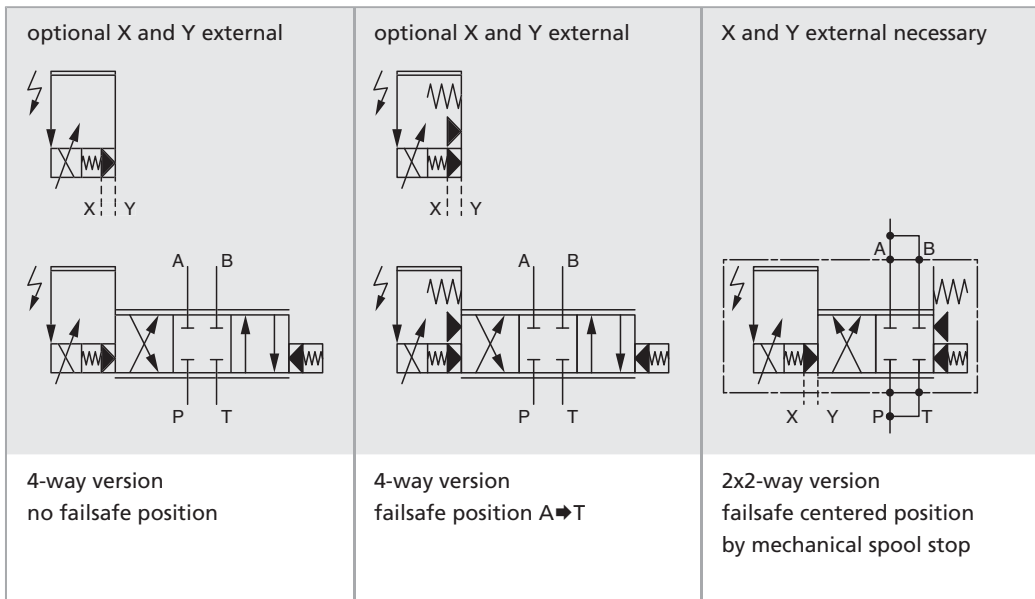 optional X and Y external
X Y
A B
P T
4-way version
no failsafe position
optional X and Y external
X Y
A B
P T
4-way version
failsafe position A➡T
X and Y external necessary
A B
X Y P T
2x2-way version
failsafe centered position
by mechanical spool stop